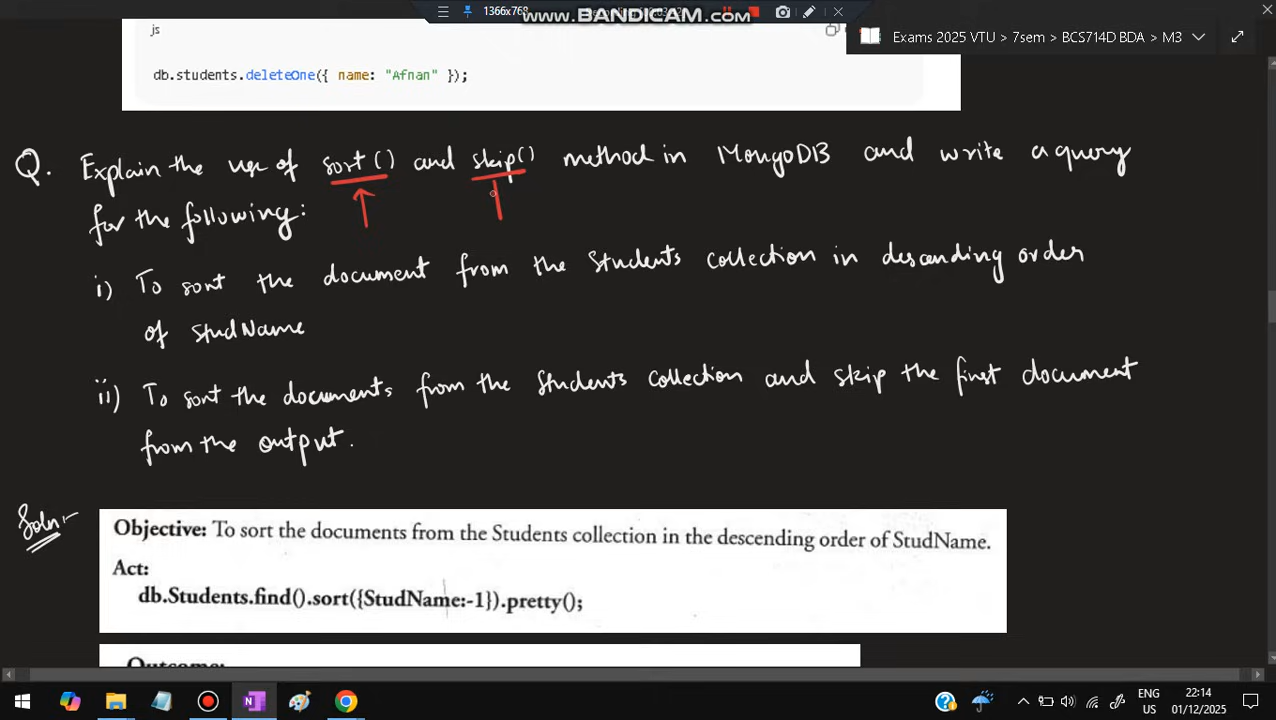 1366x768
www.BANDICAM.com
js
Exams 2025 VTU > 7sem > BCS714D BDA > M3
db.students.deleteOne({ name: "Afnan" });
Q. Explain the use of sort() and skip() method in MongoDB and write a query
for the following:
i) To sort the document from the Students collection in descanding order
of studName
ii) To sort the documents from the Students collection and skip the first document
from the output.
Soln:-
Objective: To sort the documents from the Students collection in the descending order of StudName.
Act:
db.Students.find().sort({StudName:-1}).pretty();
Outcome:
ENG
US
22:14
01/12/2025